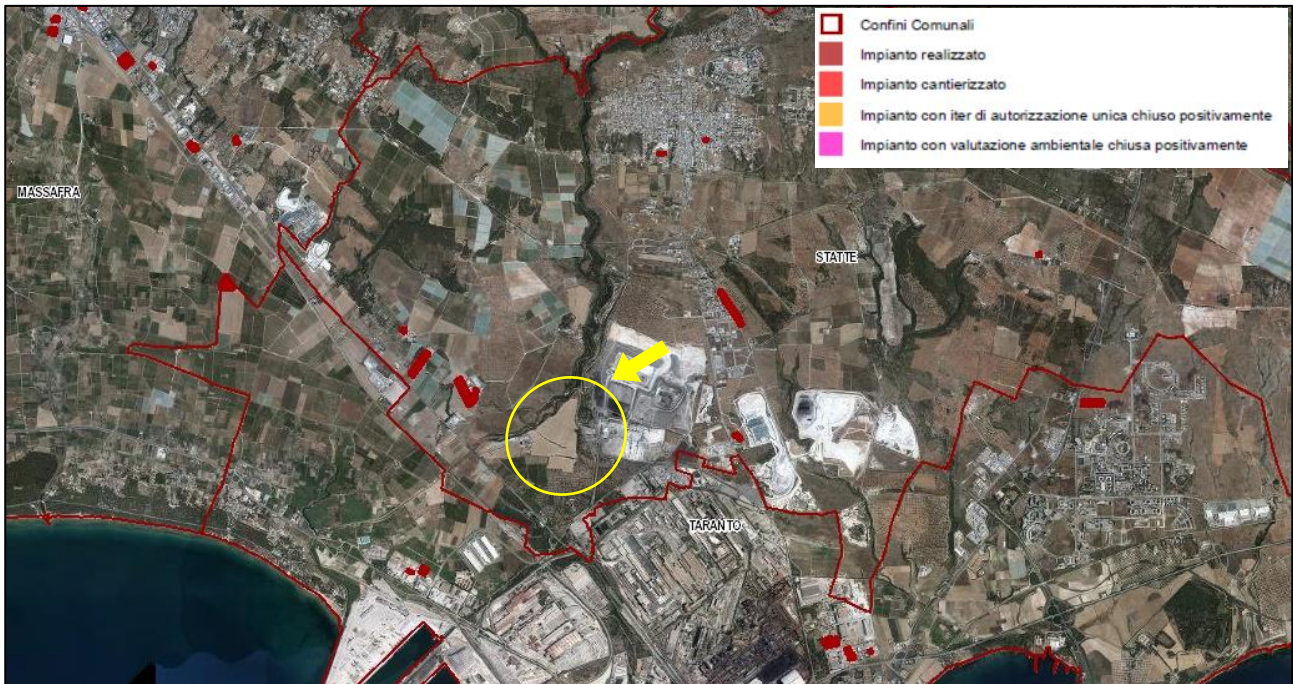 Confini Comunali
Impianto realizzato
Impianto cantierizzato
Impianto con iter di autorizzazione unica chiuso positivamente
Impianto con valutazione ambientale chiusa positivamente
MASSAFRA
STATTE
TARANTO